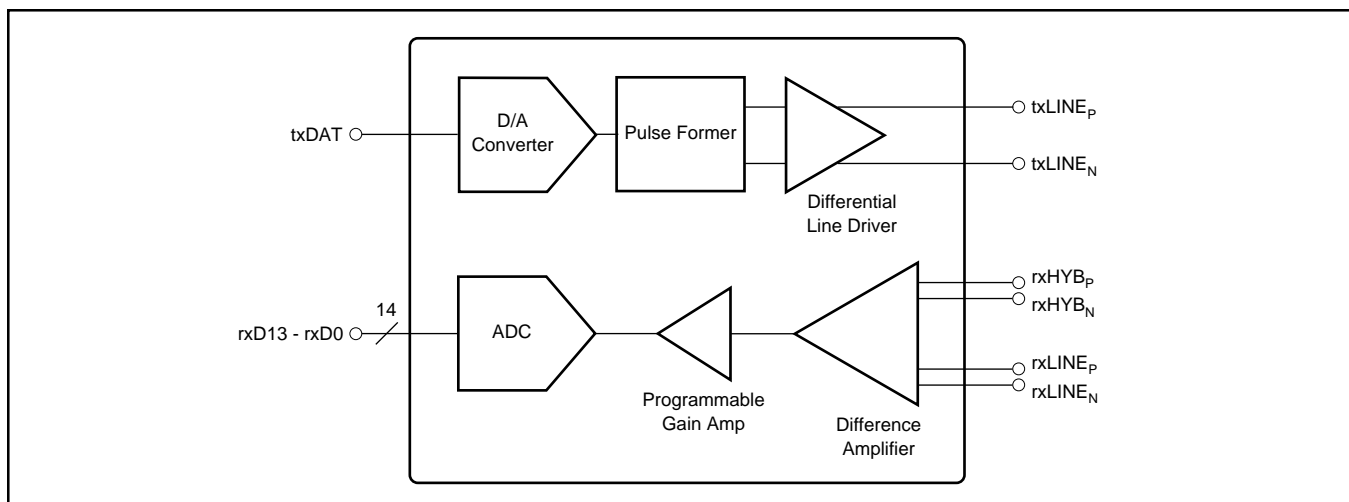 txDAT
D/A
Converter
Pulse Former
Differential
Line Driver
txLINEP
txLINEN
rxD13 - rxD0
14
ADC
Programmable
Gain Amp
Difference
Amplifier
rxHYBP
rxHYBN
rxLINEP
rxLINEN